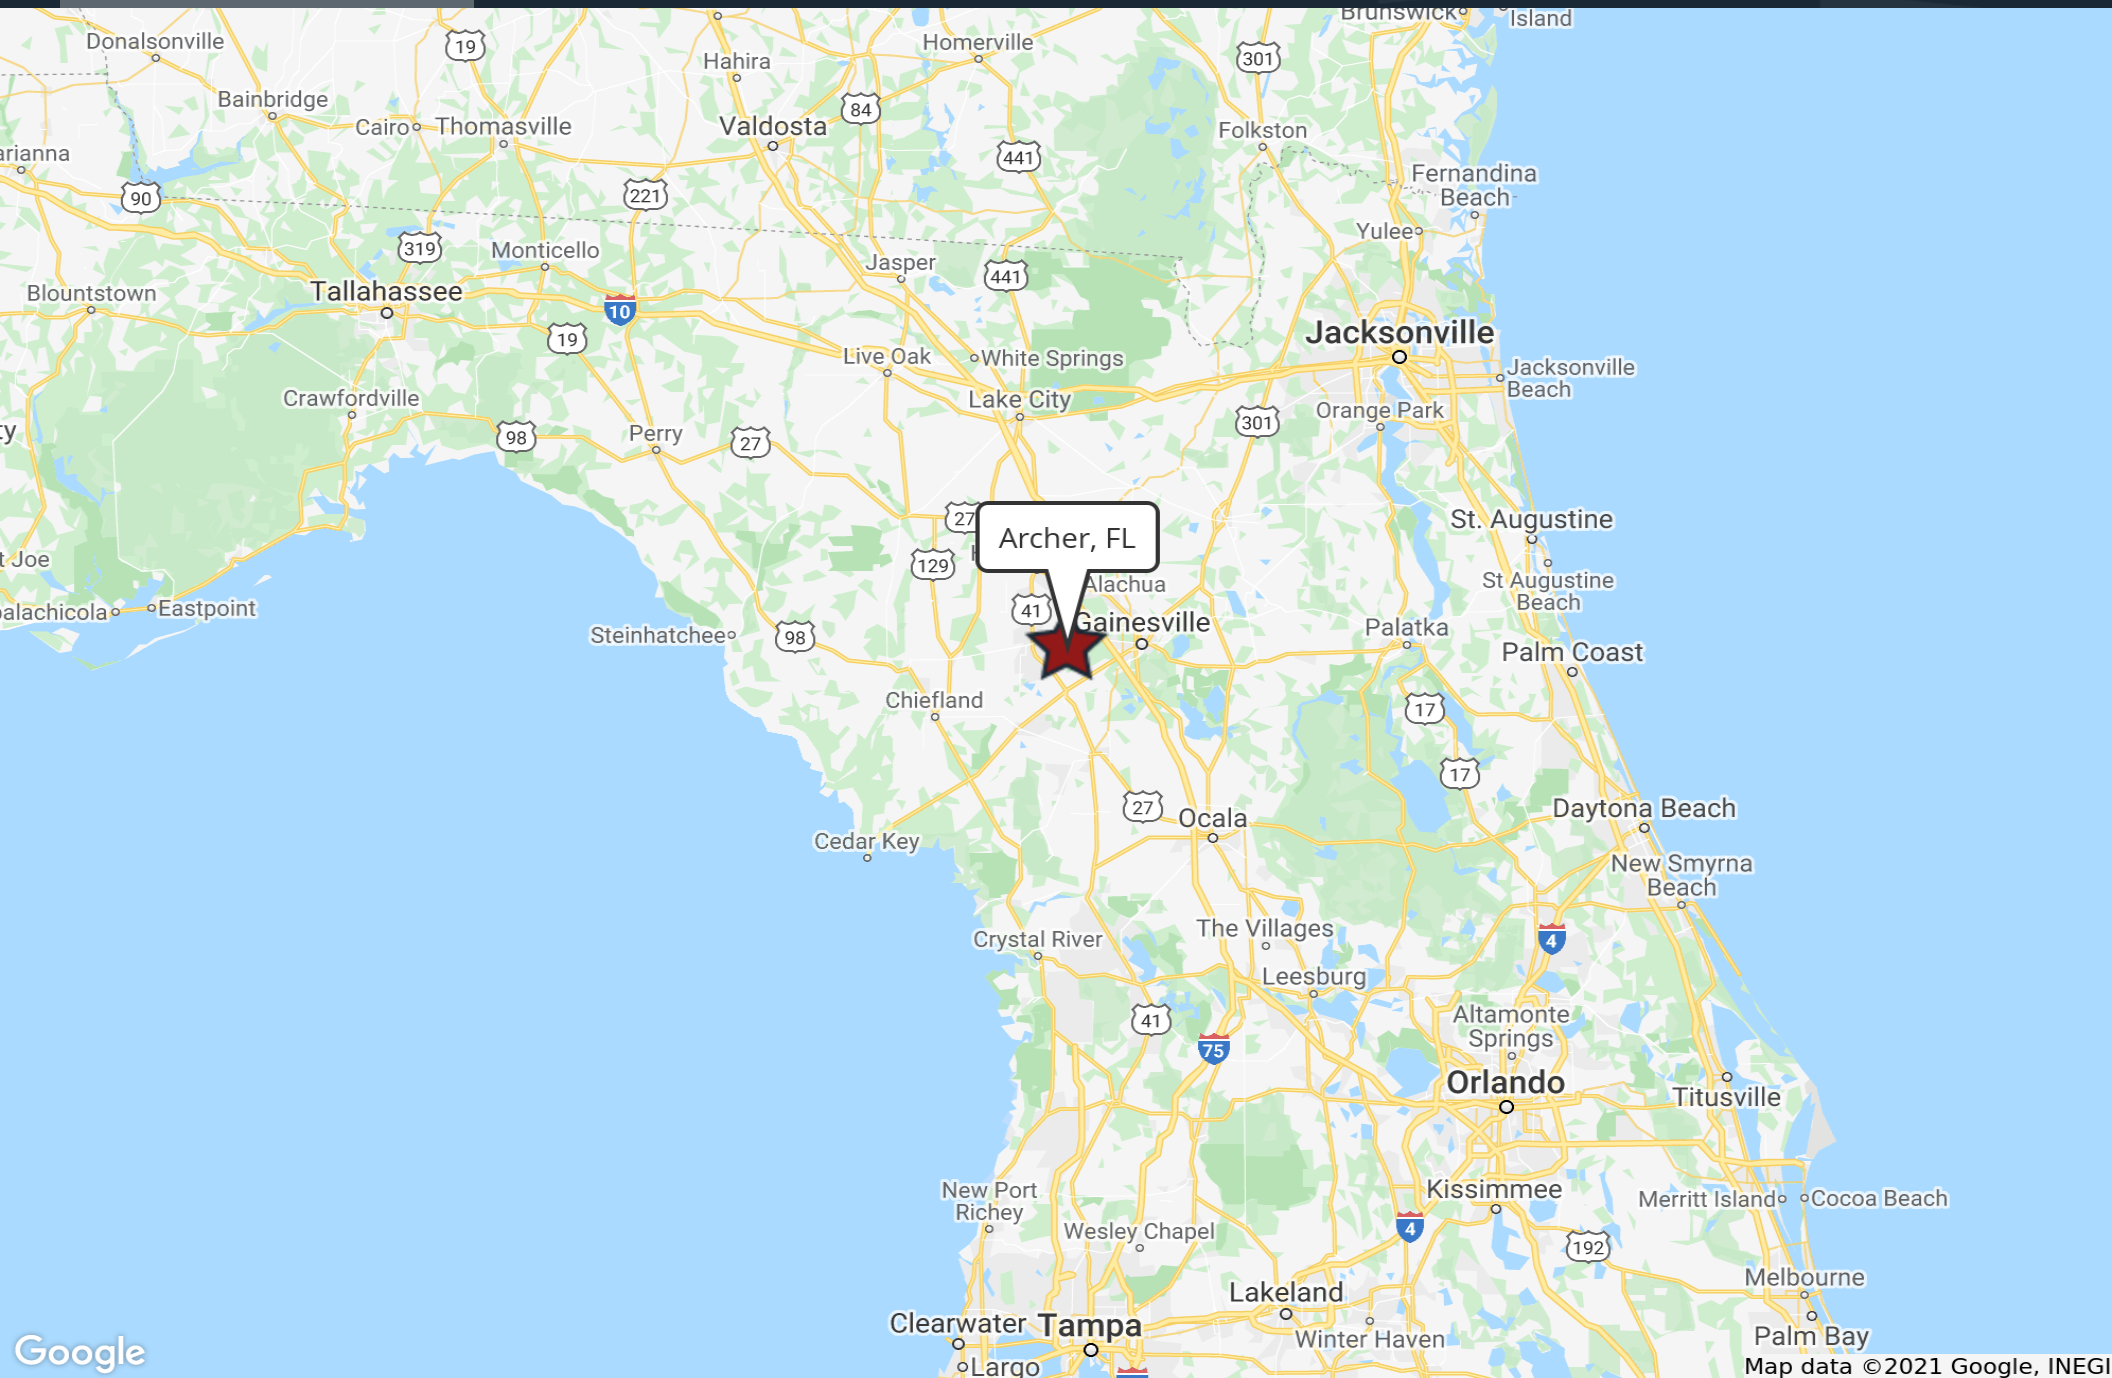 Brunswick
Island
Donalsonville
19
Homerville
301
Hahira
Bainbridge
84
Cairo
Thomasville
Valdosta
Folkston
441
arianna
Fernandina
Beach
90
221
Yulee
319
Monticello
Jasper
441
Tallahassee
Blountstown
10
19
Jacksonville
Live Oak
White Springs
Jacksonville
Beach
Crawfordville
Lake City
Orange Park
301
98
Perry
27
27
St. Augustine
Archer, FL
t Joe
129
Alachua
St Augustine
Beach
palachicola
Eastpoint
41
Gainesville
Steinhatchee
98
Palatka
Palm Coast
Chiefland
17
17
27
Ocala
Daytona Beach
Cedar Key
New Smyrna
Beach
The Villages
Crystal River
4
Leesburg
41
Altamonte
Springs
75
Orlando
Titusville
New Port
Richey
Kissimmee
Merritt Island
Cocoa Beach
Wesley Chapel
4
192
Melbourne
Lakeland
Clearwater
Tampa
Winter Haven
Palm Bay
Google
Largo
Map data ©2021 Google, INEGI